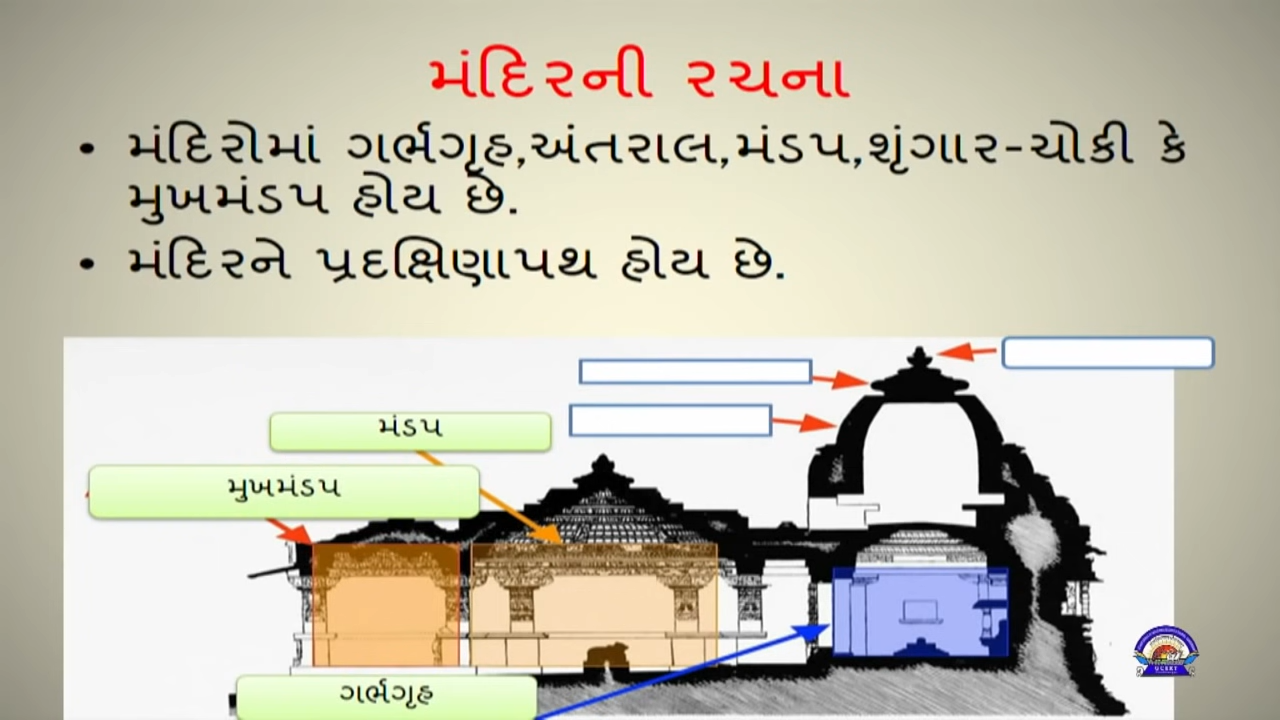 મંદિરની રચના
• મંદિરોમાં ગર્ભગૃહ,અંતરાલ,મંડપ,શૃંગાર-ચોકી કે
મુખમંડપ હોય છે.
• મંદિરને પ્રદક્ષિણાપથ હોય છે.
મંડપ
મુખમંડપ
ગર્ભગૃહ